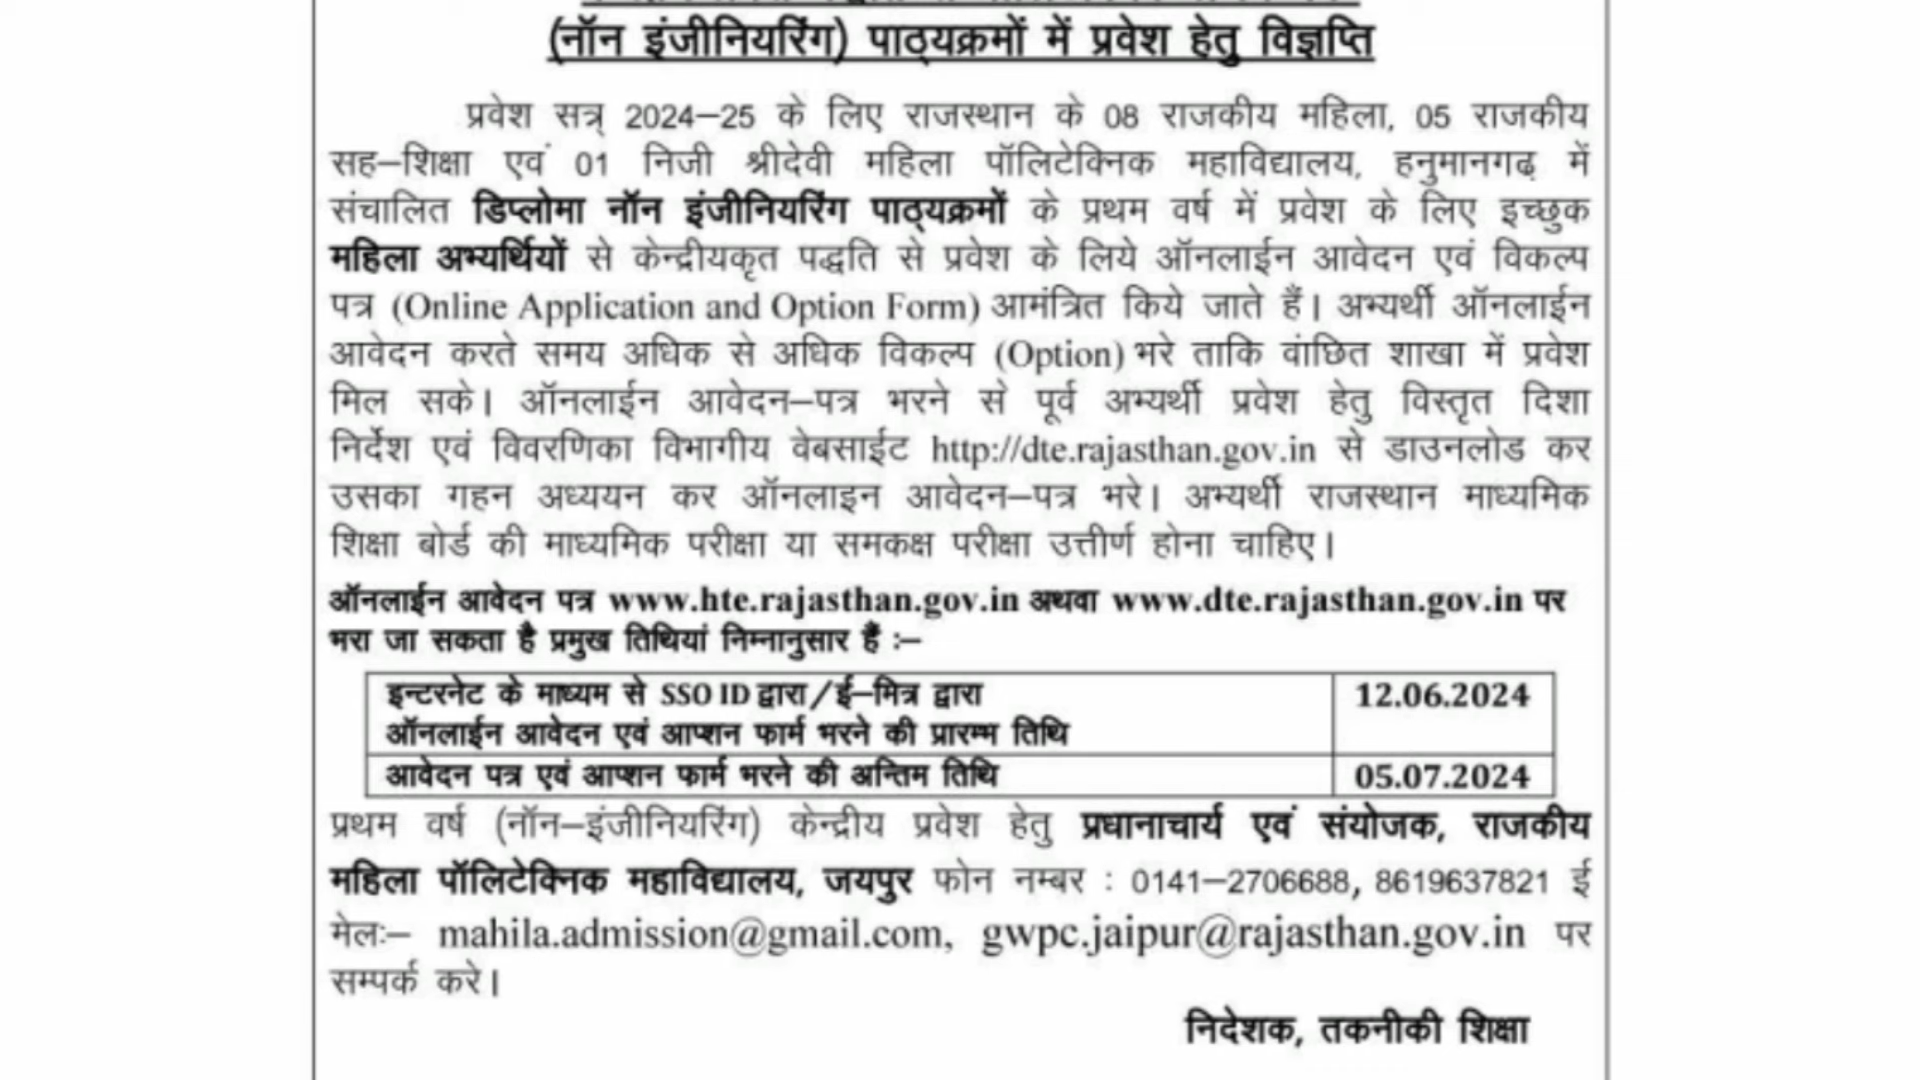 (नॉन इंजीनियरिंग) पाठ्यक्रमों में प्रवेश हेतु विज्ञप्ति
प्रवेश सत्र् 2024–25 के लिए राजस्थान के 08 राजकीय महिला, 05 राजकीय
सह–शिक्षा एवं 01 निजी श्रीदेवी महिला पॉलिटेक्निक महाविद्यालय, हनुमानगढ़ में
संचालित डिप्लोमा नॉन इंजीनियरिंग पाठ्यक्रमों के प्रथम वर्ष में प्रवेश के लिए इच्छुक
महिला अभ्यर्थियों से केन्द्रीयकृत पद्धति से प्रवेश के लिये ऑनलाईन आवेदन एवं विकल्प
पत्र (Online Application and Option Form) आमंत्रित किये जाते हैं। अभ्यर्थी ऑनलाईन
आवेदन करते समय अधिक से अधिक विकल्प (Option) भरे ताकि वांछित शाखा में प्रवेश
मिल सके। ऑनलाईन आवेदन–पत्र भरने से पूर्व अभ्यर्थी प्रवेश हेतु विस्तृत दिशा
निर्देश एवं विवरणिका विभागीय वेबसाईट http://dte.rajasthan.gov.in से डाउनलोड कर
उसका गहन अध्ययन कर ऑनलाइन आवेदन–पत्र भरे। अभ्यर्थी राजस्थान माध्यमिक
शिक्षा बोर्ड की माध्यमिक परीक्षा या समकक्ष परीक्षा उत्तीर्ण होना चाहिए।
ऑनलाईन आवेदन पत्र www.hte.rajasthan.gov.in अथवा www.dte.rajasthan.gov.in पर
भरा जा सकता है प्रमुख तिथियां निम्नानुसार हैं :–
इन्टरनेट के माध्यम से SSO ID द्वारा/ई–मित्र द्वारा 12.06.2024
ऑनलाईन आवेदन एवं आप्शन फार्म भरने की प्रारम्भ तिथि
आवेदन पत्र एवं आप्शन फार्म भरने की अन्तिम तिथि 05.07.2024
प्रथम वर्ष (नॉन–इंजीनियरिंग) केन्द्रीय प्रवेश हेतु प्रधानाचार्य एवं संयोजक, राजकीय
महिला पॉलिटेक्निक महाविद्यालय, जयपुर फोन नम्बर : 0141–2706688, 8619637821 ई
मेलः– mahila.admission@gmail.com, gwpc.jaipur@rajasthan.gov.in पर
सम्पर्क करे।
निदेशक, तकनीकी शिक्षा